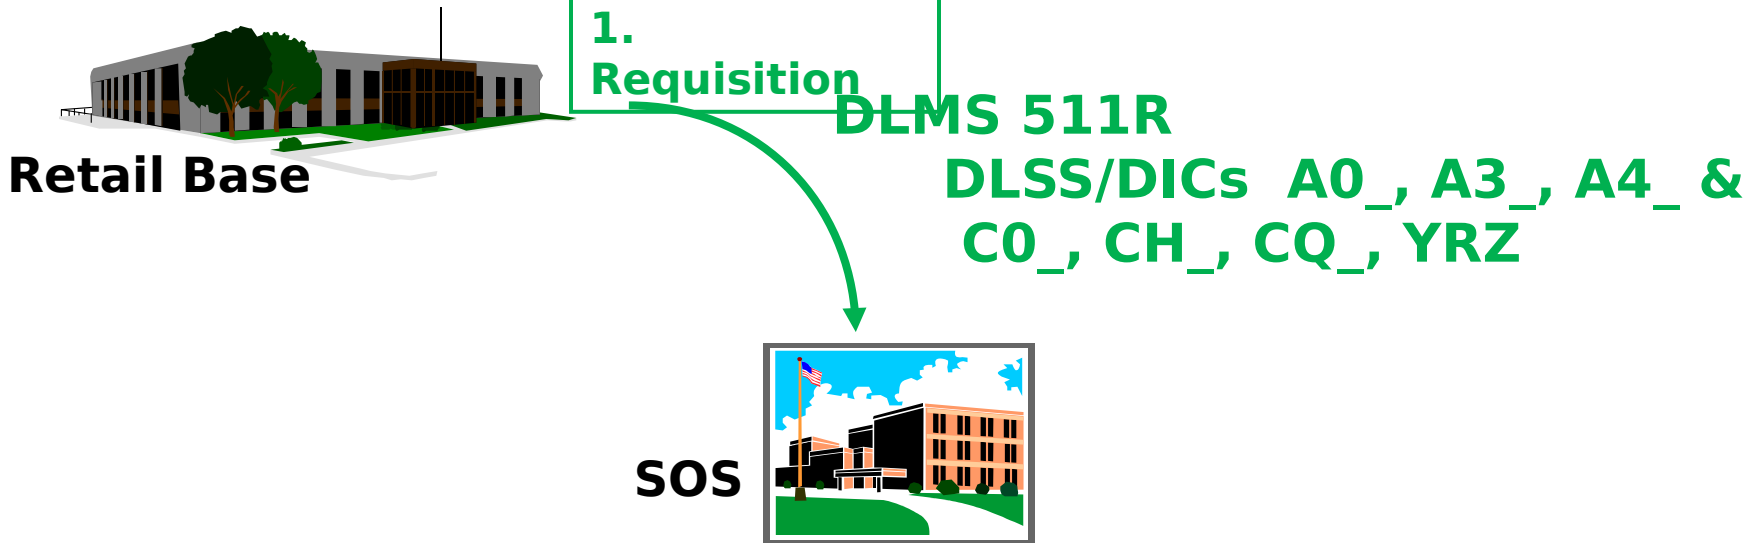 1.
Requisition
DLMS 511R
DLSS/DICs A0_, A3_, A4_ &
C0_, CH_, CQ_, YRZ
Retail Base
SOS